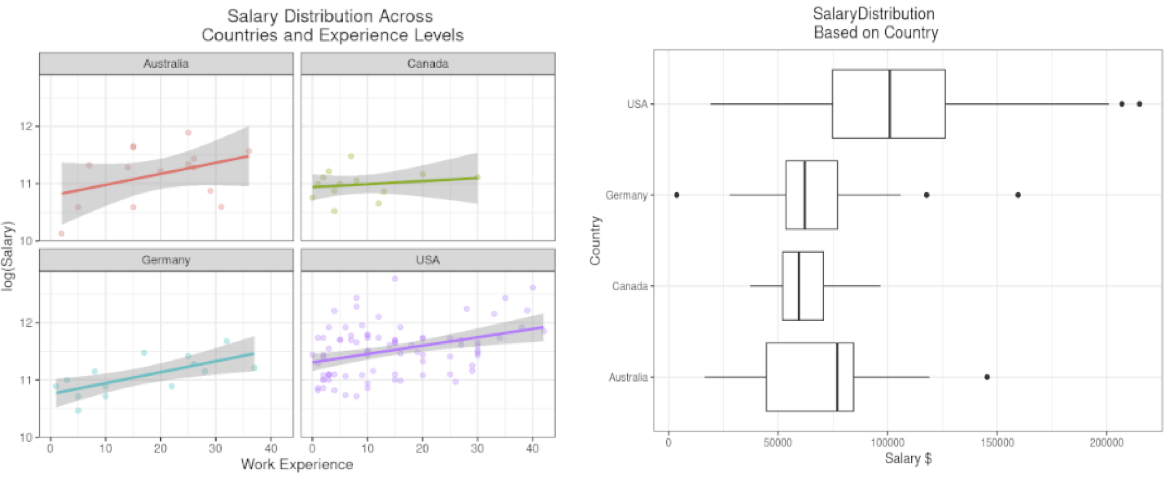 Salary Distribution Across
Countries and Experience Levels
Australia
Canada
12
11
10
log(Salary)
Germany
USA
12
11
10
0 10 20 30 40 0 10 20 30 40
Work Experience
SalaryDistribution
Based on Country
USA
Germany
Country
Canada
Australia
0 50000 100000 150000 200000
Salary $